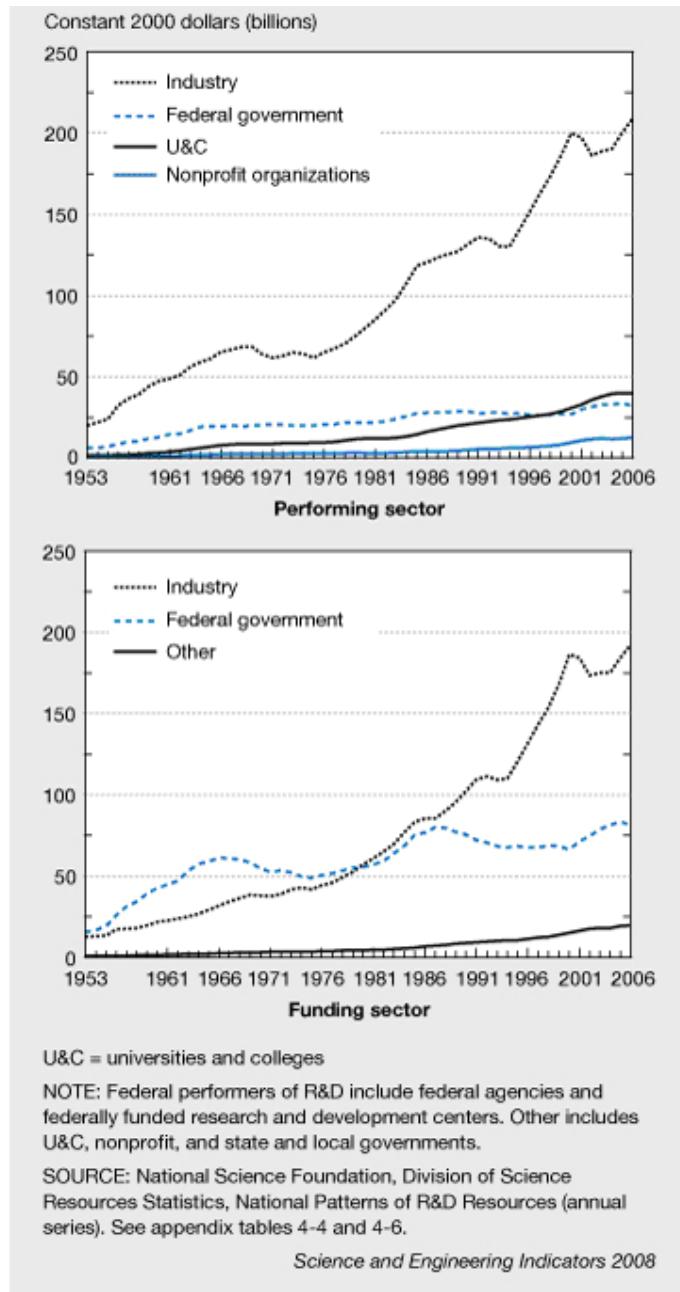 Constant 2000 dollars (billions)
250
Industry
Federal government
200
U&C
Nonprofit organizations
150
100
50
0
1953 1961 1966 1971 1976 1981 1986 1991 1996 2001 2006
Performing sector
250
Industry
Federal government
200
Other
150
100
50
0
1953 1961 1966 1971 1976 1981 1986 1991 1996 2001 2006
Funding sector
U&C = universities and colleges
NOTE: Federal performers of R&D include federal agencies and
federally funded research and development centers. Other includes
U&C, nonprofit, and state and local governments.
SOURCE: National Science Foundation, Division of Science
Resources Statistics, National Patterns of R&D Resources (annual
series). See appendix tables 4-4 and 4-6.
Science and Engineering Indicators 2008